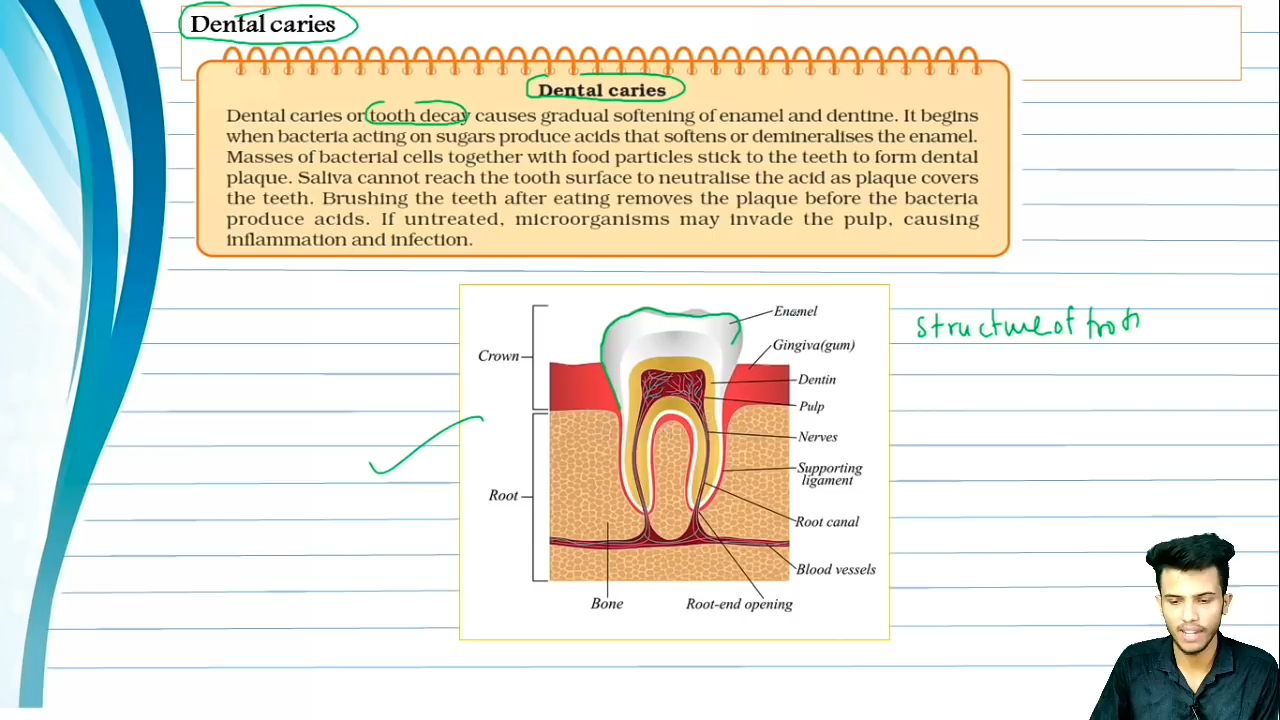 Dental caries
Dental caries
Dental caries or tooth decay causes gradual softening of enamel and dentine. It begins
when bacteria acting on sugars produce acids that softens or demineralises the enamel.
Masses of bacterial cells together with food particles stick to the teeth to form dental
plaque. Saliva cannot reach the tooth surface to neutralise the acid as plaque covers
the teeth. Brushing the teeth after eating removes the plaque before the bacteria
produce acids. If untreated, microorganisms may invade the pulp, causing
inflammation and infection.
Enamel
structure of tooth
Gingiva(gum)
Crown
Dentin
Pulp
Nerves
Supporting
ligament
Root
Root canal
Blood vessels
Bone
Root-end opening